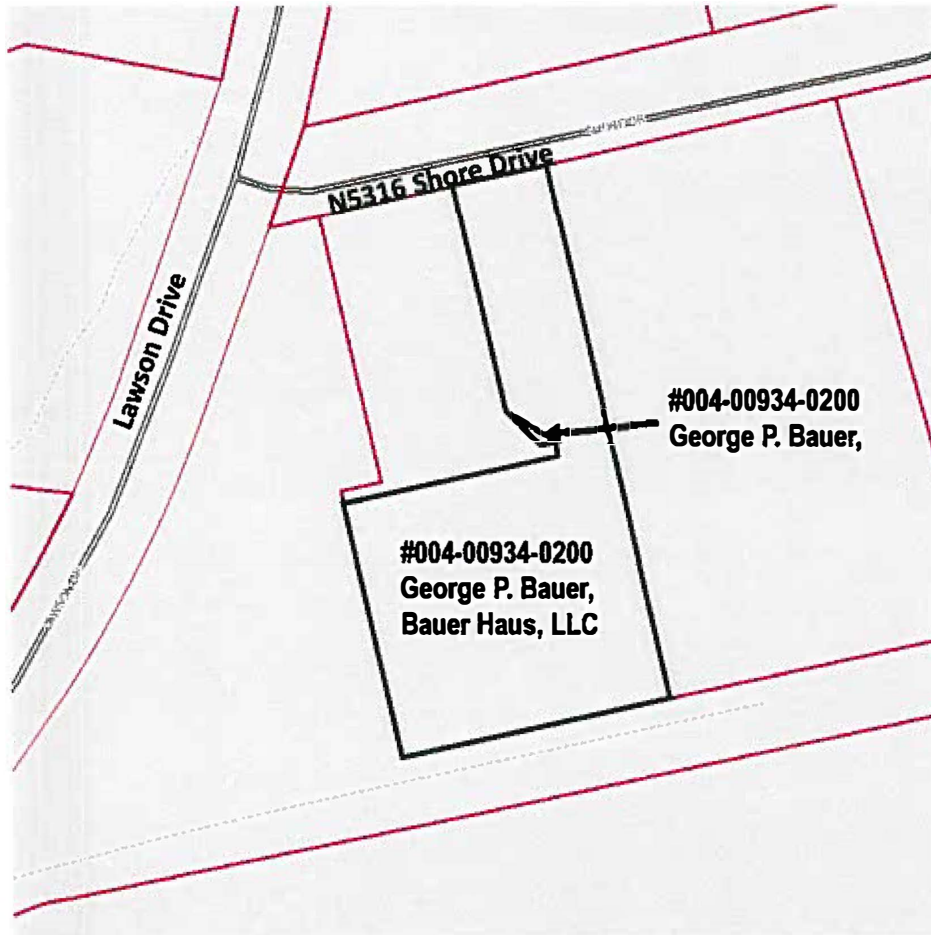 N5316 Shore Drive
Lawson Drive
#004-00934-0200
George P. Bauer,
#004-00934-0200
George P. Bauer,
Bauer Haus, LLC